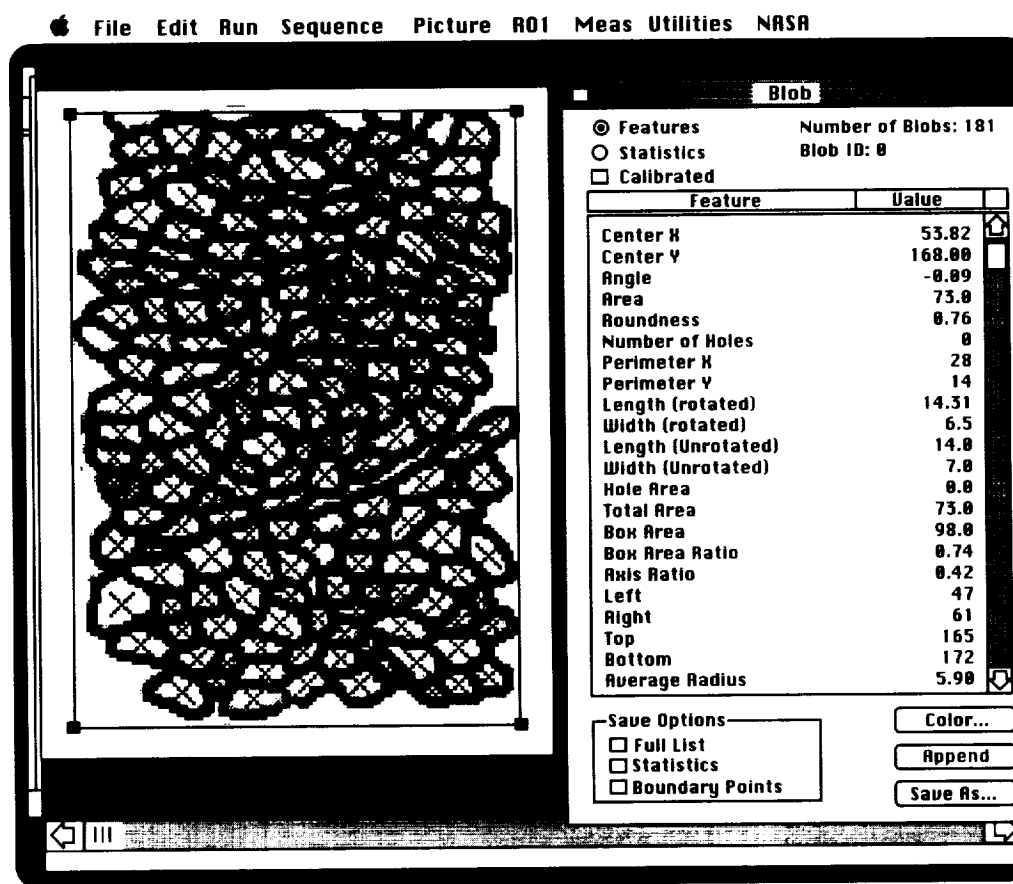 File Edit Run Sequence Picture ROI Meas Utilities NASA
Blob
Features
Number of Blobs: 181
Statistics
Blob ID: 0
Calibrated
Feature Value
Center X 53.82
Center Y 168.00
Angle -0.09
Area 73.0
Roundness 0.76
Number of Holes 0
Perimeter X 28
Perimeter Y 14
Length (rotated) 14.31
Width (rotated) 6.5
Length (Unrotated) 14.0
Width (Unrotated) 7.0
Hole Area 0.0
Total Area 73.0
Box Area 98.0
Box Area Ratio 0.74
Axis Ratio 0.42
Left 47
Right 61
Top 165
Bottom 172
Average Radius 5.90
Save Options
Full List
Statistics
Boundary Points
Color...
Append
Save As...